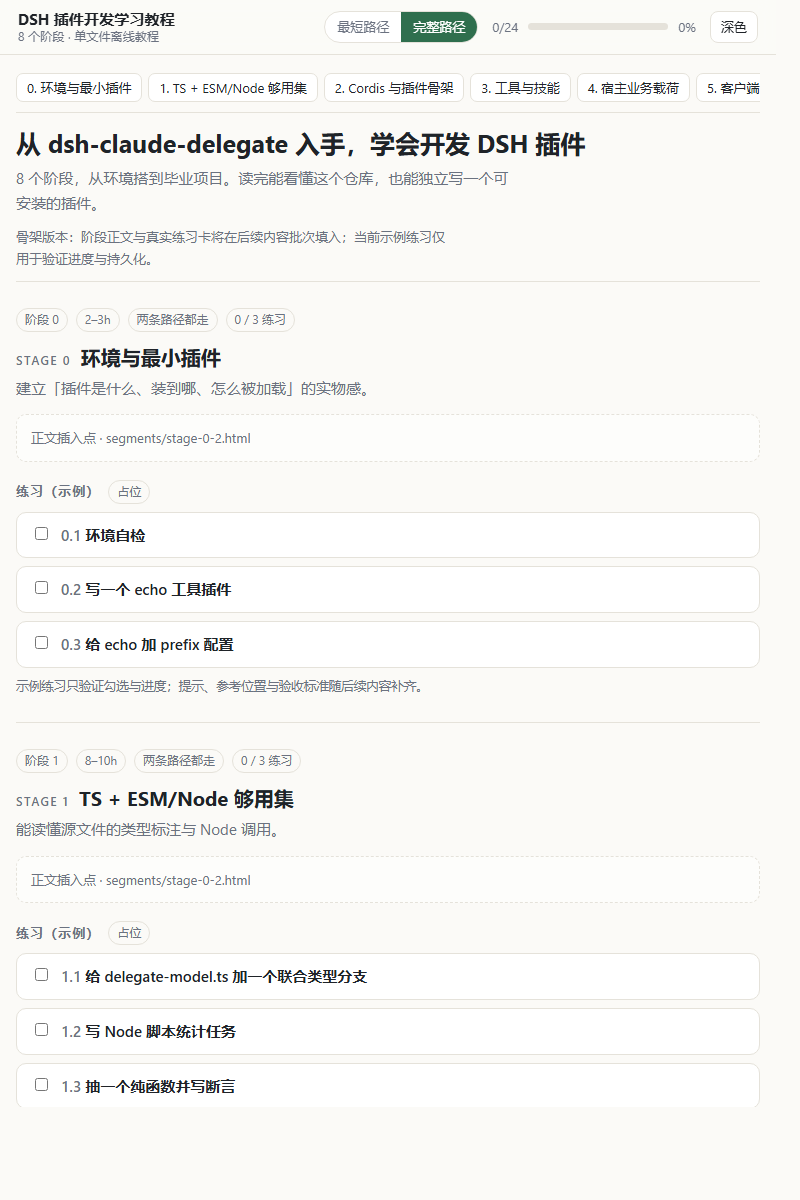 DSH 插件开发学习教程
8 个阶段 · 单文件离线教程
最短路径 完整路径 0/24 0% 深色
0. 环境与最小插件 1. TS + ESM/Node 够用集 2. Cordis 与插件骨架 3. 工具与技能 4. 宿主业务载荷 5. 客户端
从 dsh-claude-delegate 入手，学会开发 DSH 插件
8 个阶段，从环境搭到毕业项目。读完能看懂这个仓库，也能独立写一个可
安装的插件。
骨架版本：阶段正文与真实练习卡将在后续内容批次填入；当前示例练习仅
用于验证进度与持久化。
阶段 0 2–3h 两条路径都走 0 / 3 练习
STAGE 0 环境与最小插件
建立「插件是什么、装到哪、怎么被加载」的实物感。
正文插入点 · segments/stage-0-2.html
练习（示例） 占位
0.1 环境自检
0.2 写一个 echo 工具插件
0.3 给 echo 加 prefix 配置
示例练习只验证勾选与进度；提示、参考位置与验收标准随后续内容补齐。
阶段 1 8–10h 两条路径都走 0 / 3 练习
STAGE 1 TS + ESM/Node 够用集
能读懂源文件的类型标注与 Node 调用。
正文插入点 · segments/stage-0-2.html
练习（示例） 占位
1.1 给 delegate-model.ts 加一个联合类型分支
1.2 写 Node 脚本统计任务
1.3 抽一个纯函数并写断言